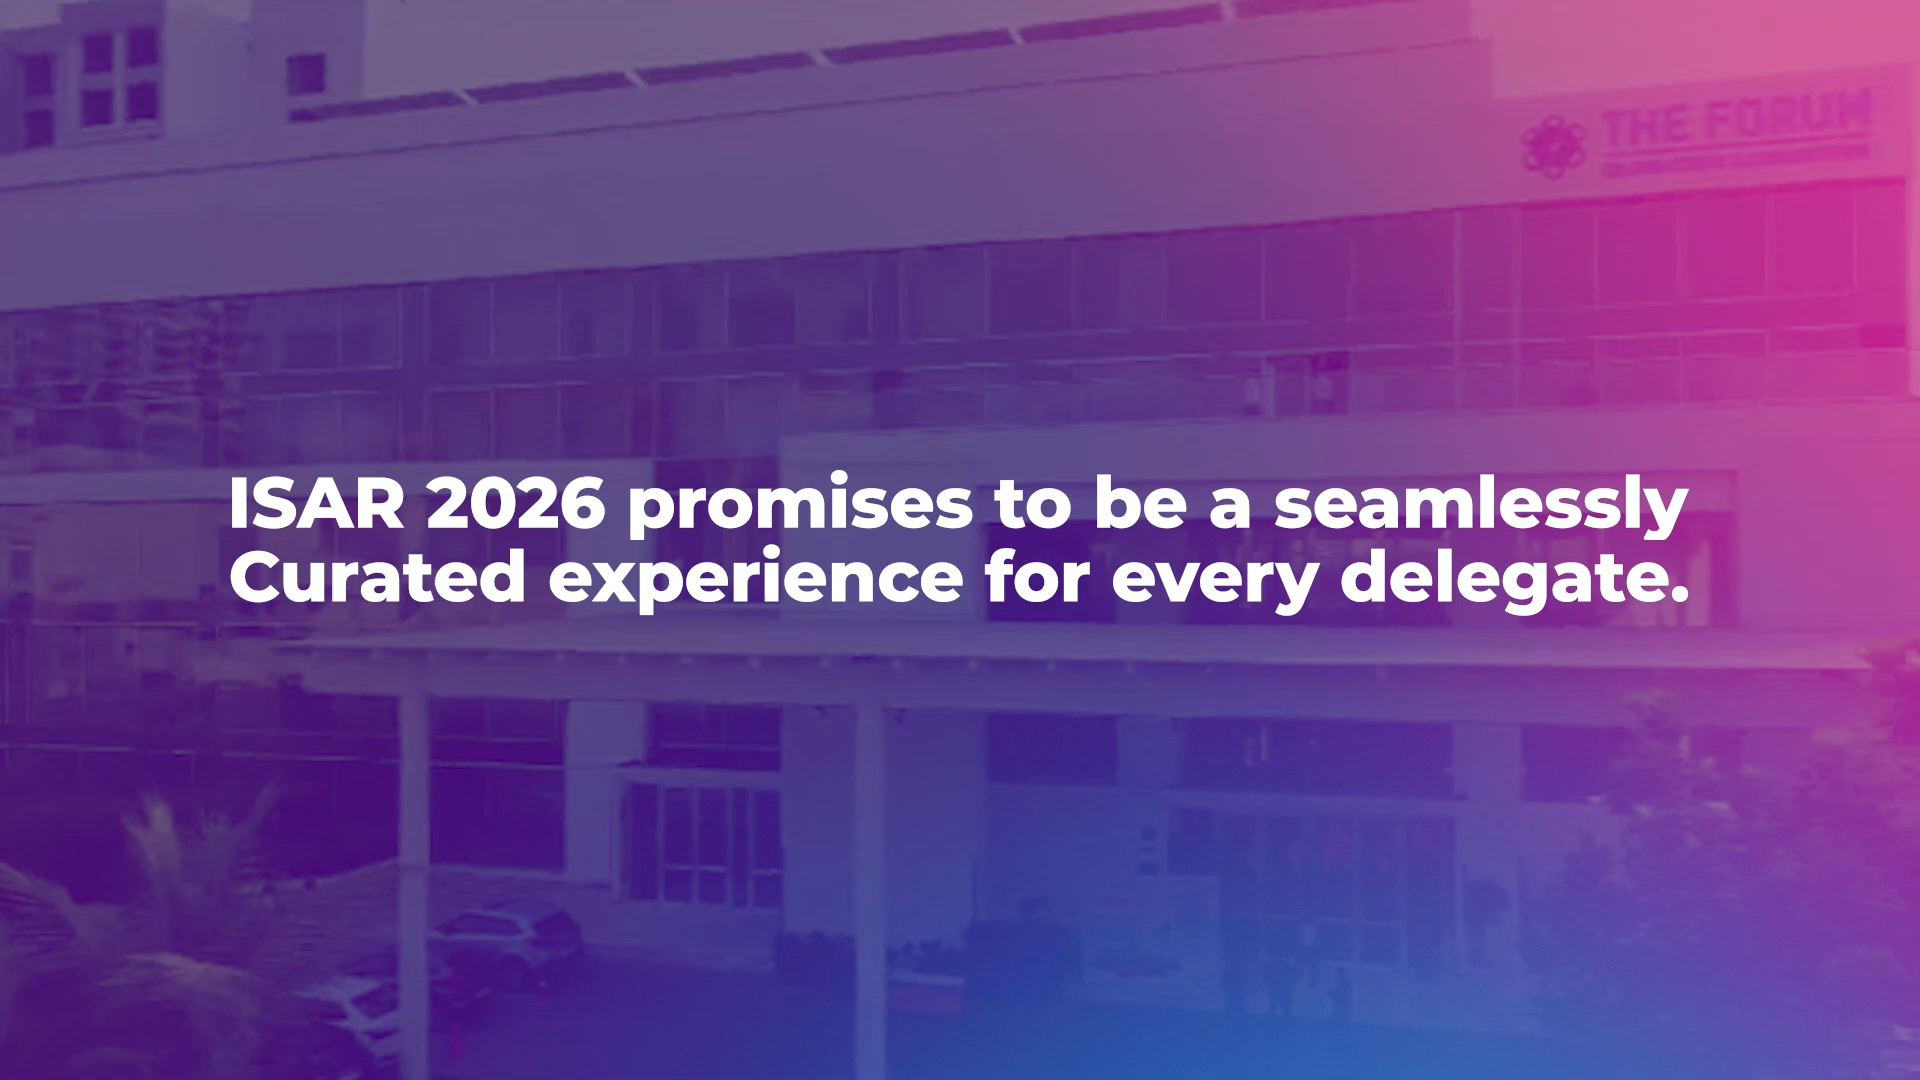 THE FORUM
ISAR 2026 promises to be a seamlessly
Curated experience for every delegate.